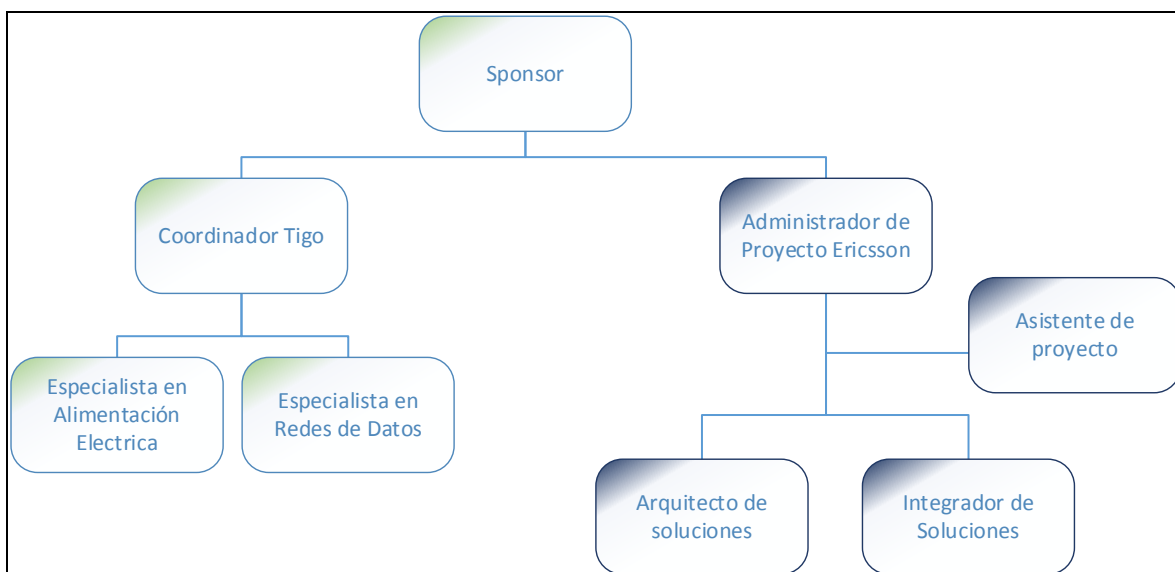 Sponsor
Coordinador Tigo
Administrador de
Proyecto Ericsson
Asistente de
proyecto
Especialista en
Alimentación
Electrica
Especialista en
Redes de Datos
Arquitecto de
soluciones
Integrador de
Soluciones